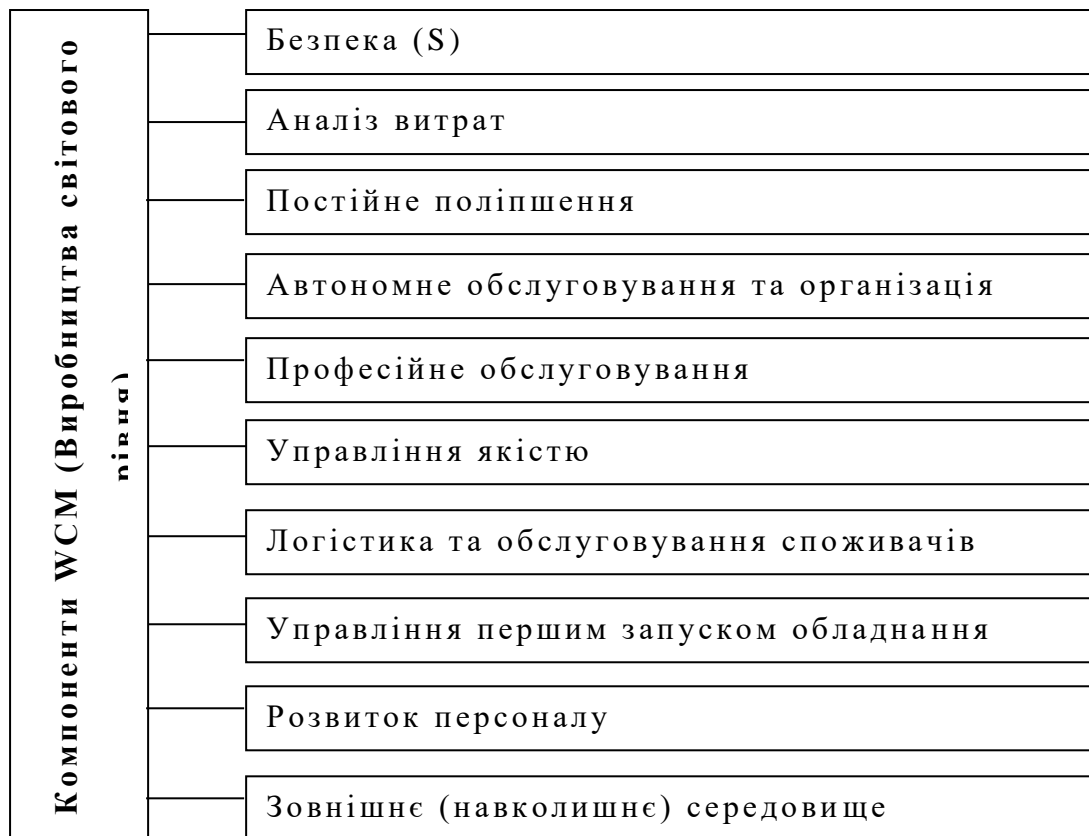 Компоненти WCM (Виробництва світового
рівня)
Безпека (S)
Аналіз витрат
Постійне поліпшення
Автономне обслуговування та організація
Професійне обслуговування
Управління якістю
Логістика та обслуговування споживачів
Управління першим запуском обладнання
Розвиток персоналу
Зовнішнє (навколишнє) середовище